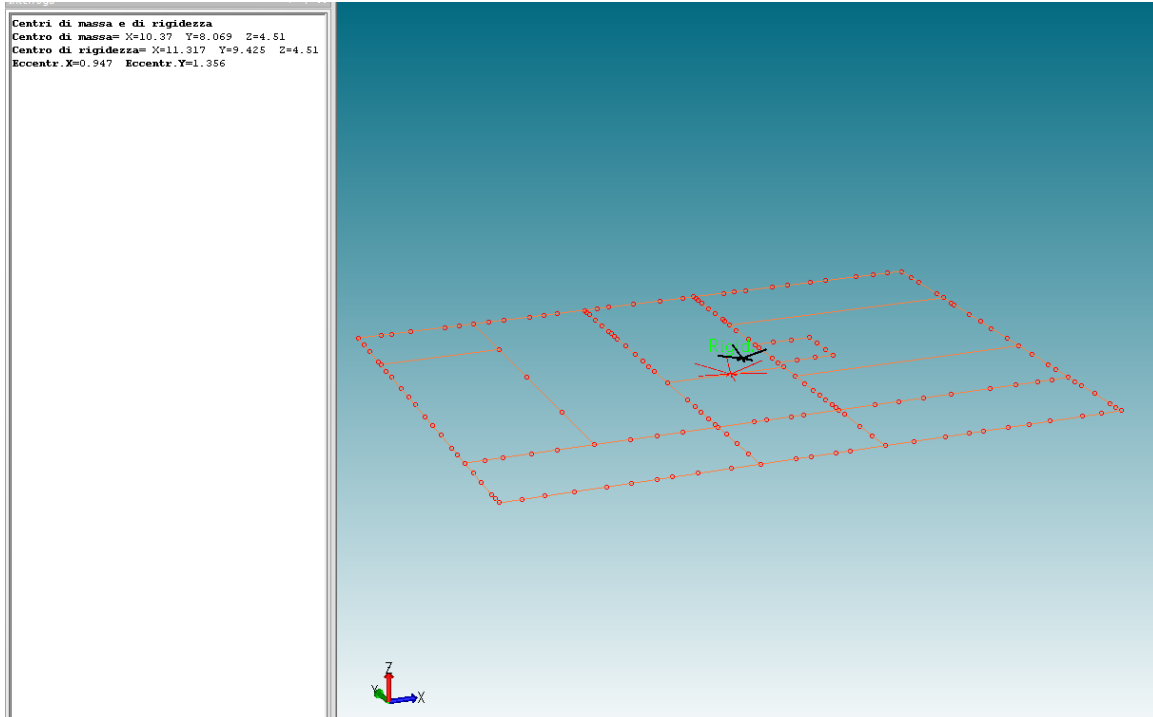 Centri di massa e di rigidezza
Centro di massa= X=10.37 Y=8.069 Z=4.51
Centro di rigidezza= X=11.317 Y=9.425 Z=4.51
Eccentr.X=0.947 Eccentr.Y=1.356
Z
Y
X